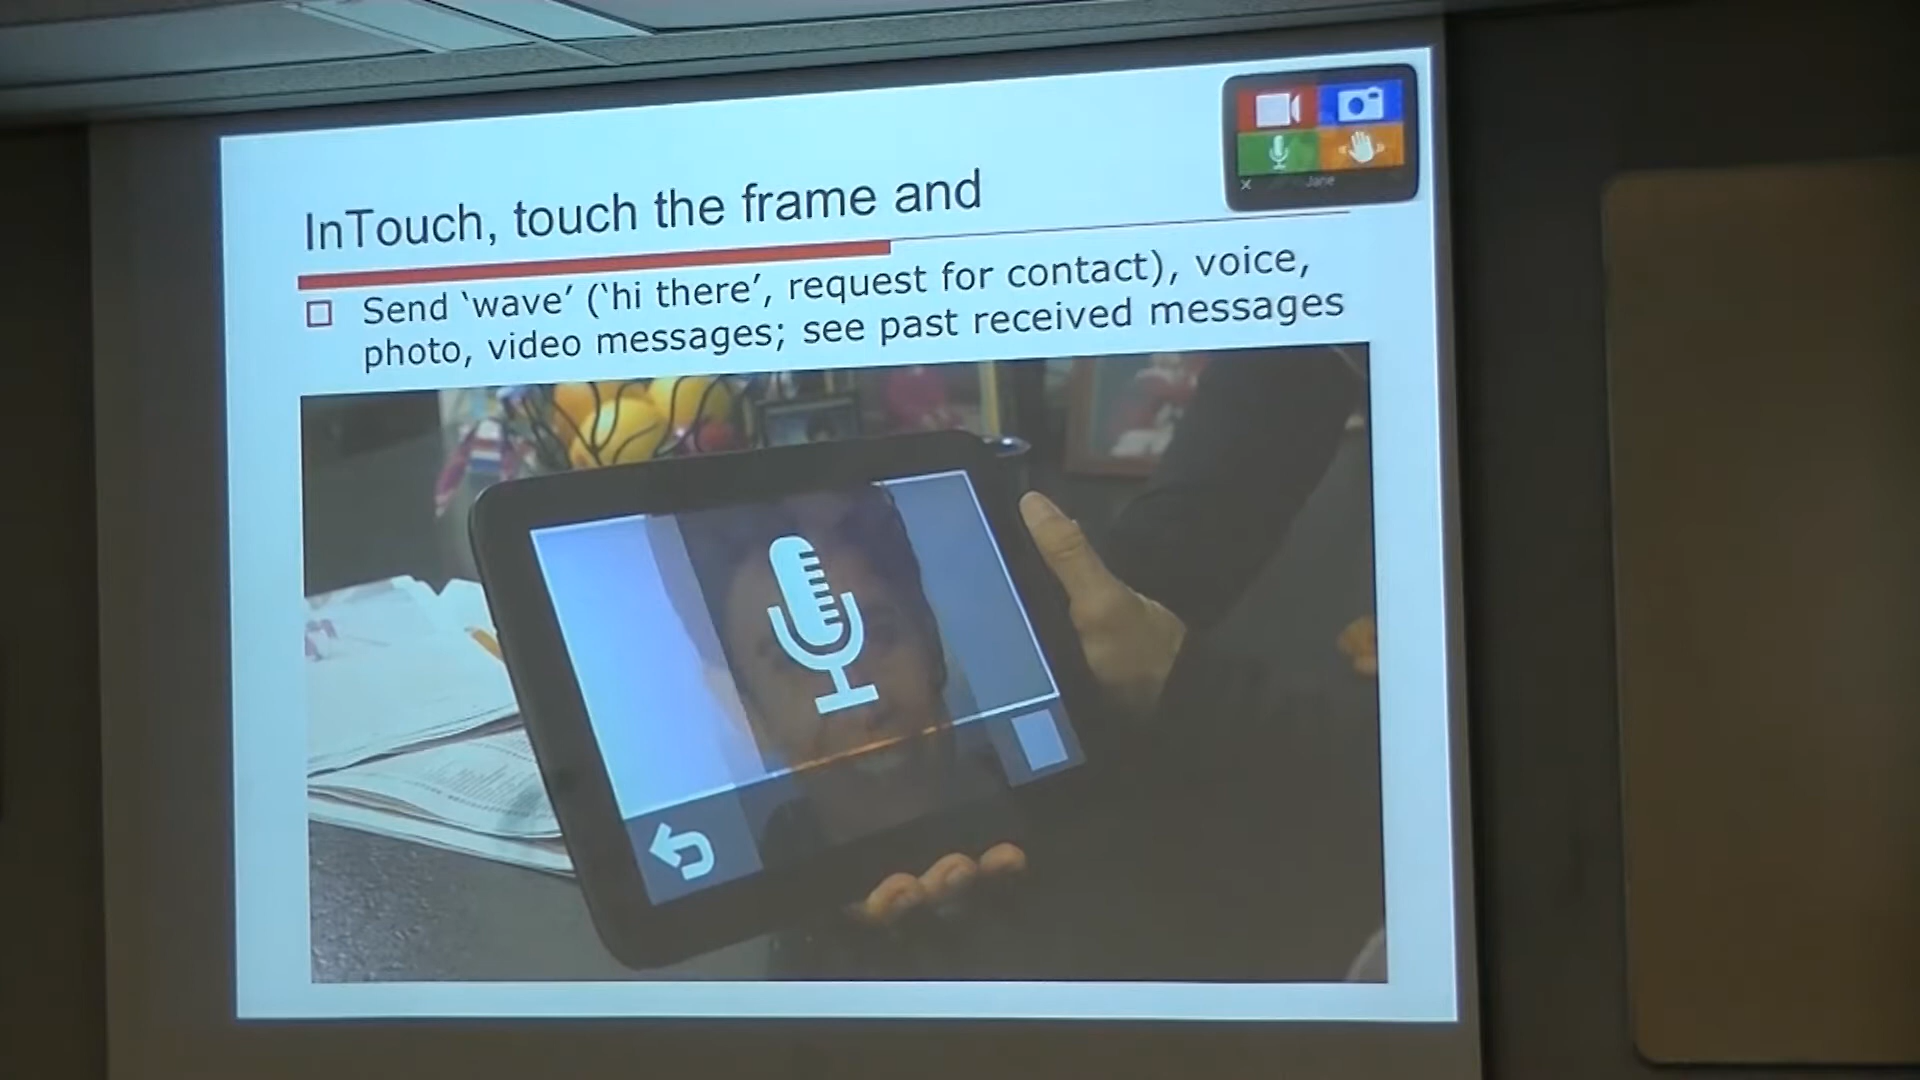 InTouch, touch the frame and
Send ‘wave’ (‘hi there’, request for contact), voice,
photo, video messages; see past received messages
Jane